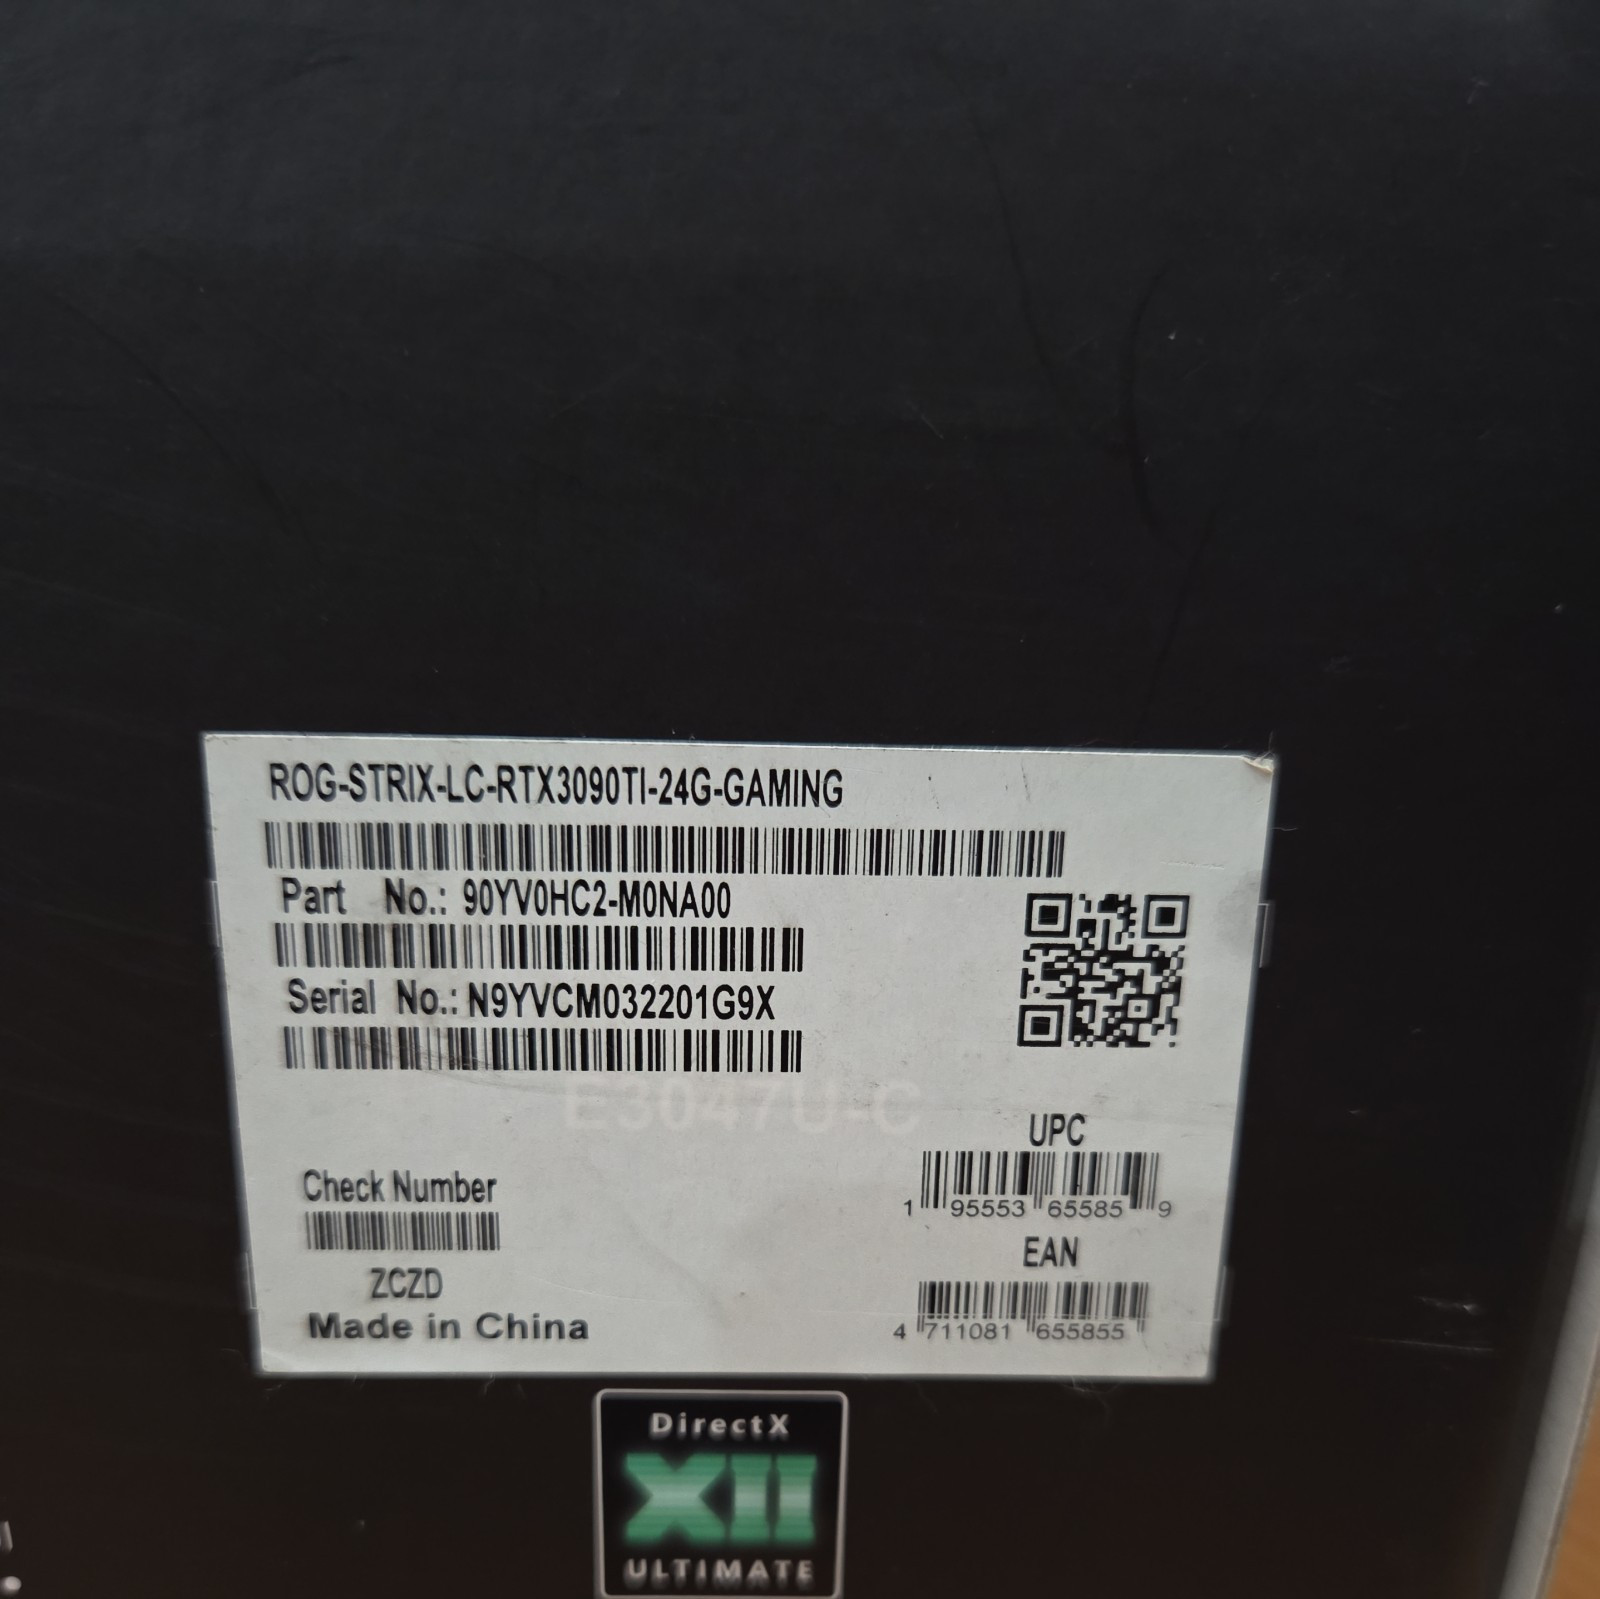 ROG-STRIX-LC-RTX3090TI-24G-GAMING
Part No.: 90YV0HC2-M0NA00
Serial No.: N9YVCM032201G9X
E3047U-C
UPC
1 95553 65585 9
Check Number
EAN
ZCZD
4 711081 655855
Made in China
DirectX
XII
ULTIMATE